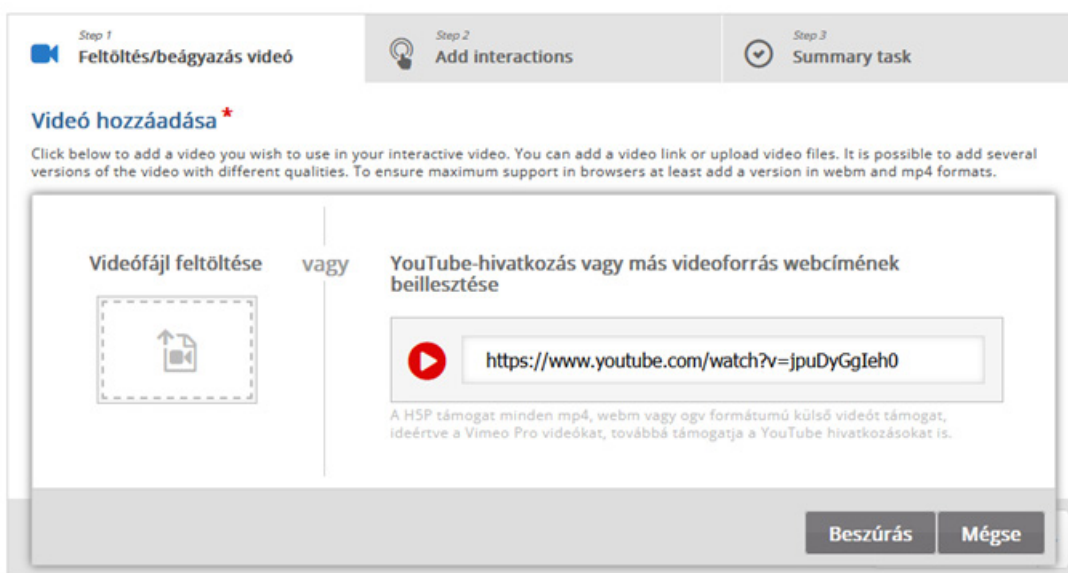 Step 1
Feltöltés/beágyazás videó
Step 2
Add interactions
Step 3
Summary task
Videó hozzáadása *
Click below to add a video you wish to use in your interactive video. You can add a video link or upload video files. It is possible to add several
versions of the video with different qualities. To ensure maximum support in browsers at least add a version in webm and mp4 formats.
Videófájl feltöltése
vagy
YouTube-hivatkozás vagy más videoforrás webcímének
beillesztése
https://www.youtube.com/watch?v=jpuDyGgIeh0
A H5P támogat minden mp4, webm vagy ogv formátumú külső videót támogat,
ideértve a Vimeo Pro videókat, továbbá támogatja a YouTube hivatkozásokat is.
Beszúrás
Mégse